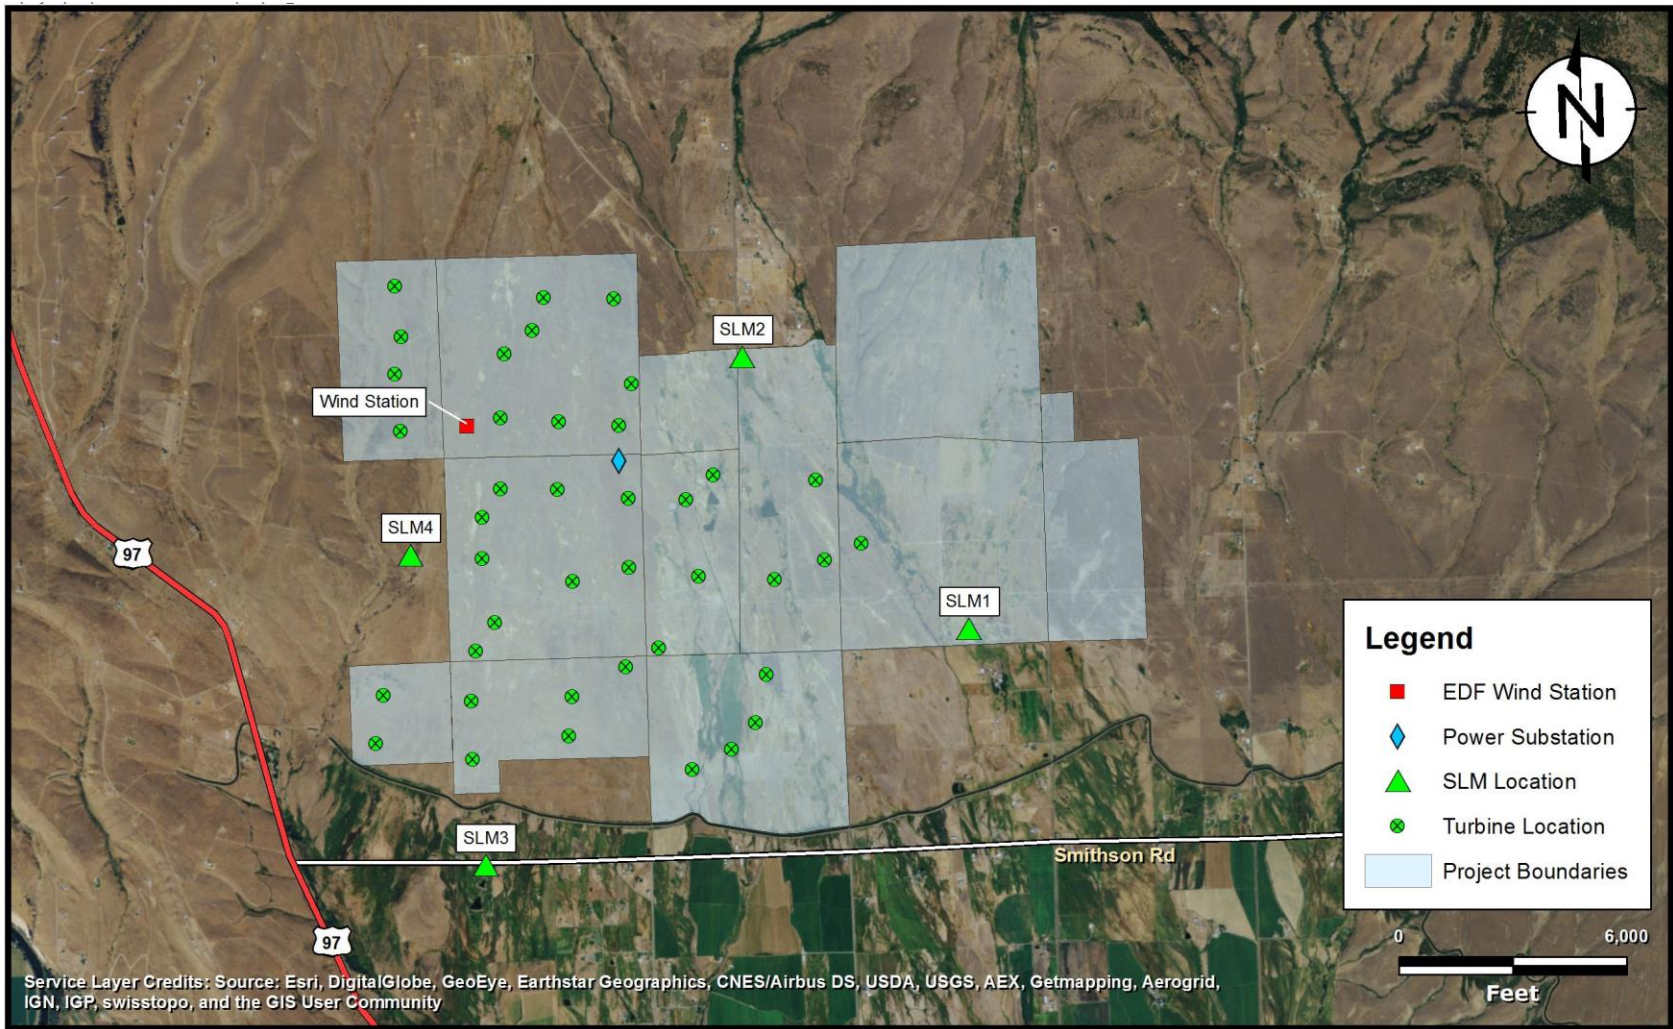 N
SLM2
Wind Station
SLM4
97
SLM1
Legend
EDF Wind Station
Power Substation
SLM Location
Turbine Location
Project Boundaries
SLM3
Smithson Rd
97
0 6,000
Feet
Service Layer Credits: Source: Esri, DigitalGlobe, GeoEye, Earthstar Geographics, CNES/Airbus DS, USDA, USGS, AEX, Getmapping, Aerogrid,
IGN, IGP, swisstopo, and the GIS User Community